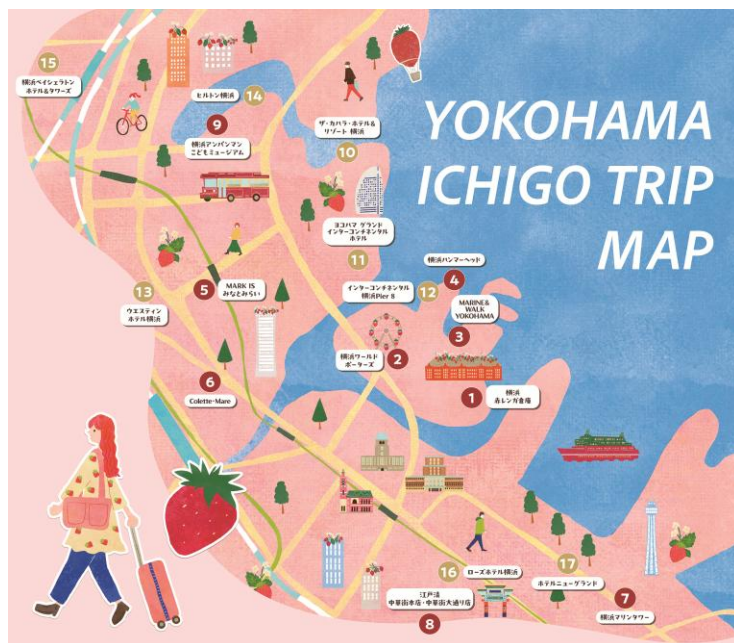 YOKOHAMA
ICHIGO TRIP
MAP
15
横浜ベイシェラトン
ホテル&タワーズ
ヒルトン横浜
14
9
横浜アンパンマン
こどもミュージアム
ザ・カハラ・ホテル&
リゾート 横浜
10
ヨコハマ グランド
インターコンチネンタル
ホテル
11
横浜ハンマーヘッド
4
インターコンチネンタル
横浜Pier 8
12
MARINE&
WALK
YOKOHAMA
3
5
MARK IS
みなとみらい
13
ウエスティン
ホテル横浜
横浜ワールド
ポーターズ
2
1
横浜
赤レンガ倉庫
6
Colette・Mare
16
ローズホテル横浜
17
ホテルニューグランド
江戸清
中華街本店・中華街大通り店
8
7
横浜マリンタワー